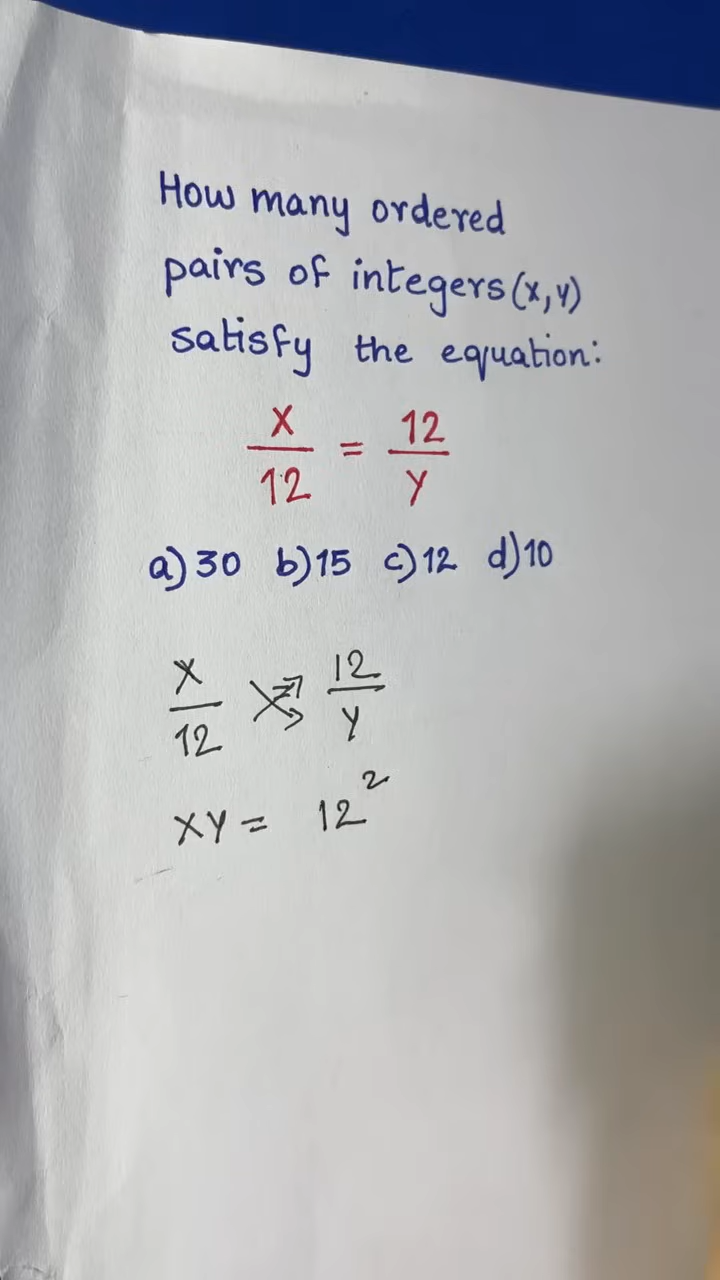 How many ordered
pairs of integers (x, y)
satisfy the equation:
x/12 = 12/y
a) 30 b) 15 c) 12 d) 10
x/12 12/y
xy = 12²